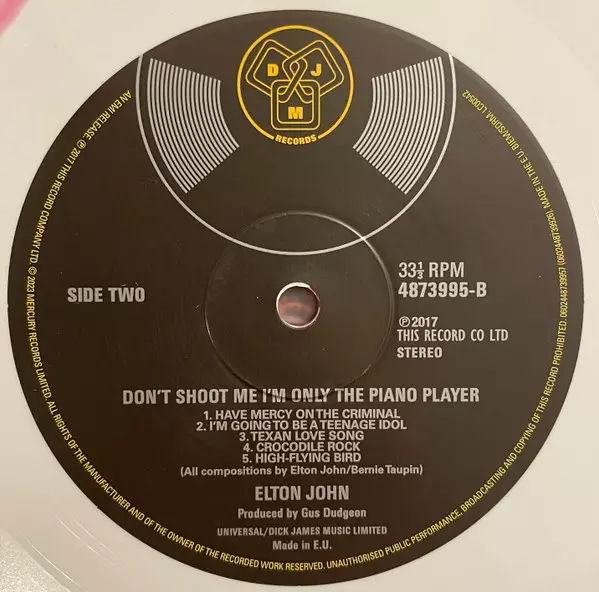 D J
M
RECORDS
SIDE TWO
33⅓ RPM
4873995-B
℗ 2017
THIS RECORD CO LTD
STEREO
DON'T SHOOT ME I'M ONLY THE PIANO PLAYER
1. HAVE MERCY ON THE CRIMINAL
2. I'M GOING TO BE A TEENAGE IDOL
3. TEXAN LOVE SONG
4. CROCODILE ROCK
5. HIGH-FLYING BIRD
(All compositions by Elton John/Bernie Taupin)
ELTON JOHN
Produced by Gus Dudgeon
UNIVERSAL/DICK JAMES MUSIC LIMITED
Made in E.U.
AN EMI RELEASE ℗ 2017 THIS RECORD COMPANY LTD. © 2023 MERCURY RECORDS LIMITED. ALL RIGHTS OF THE MANUFACTURER AND OF THE OWNER OF THE RECORDED WORK RESERVED. UNAUTHORISED PUBLIC PERFORMANCE, BROADCASTING AND COPYING OF THIS RECORD PROHIBITED. 0602448739957 (0602448739926). MADE IN THE E.U. BIEM/SDRM. LC00542